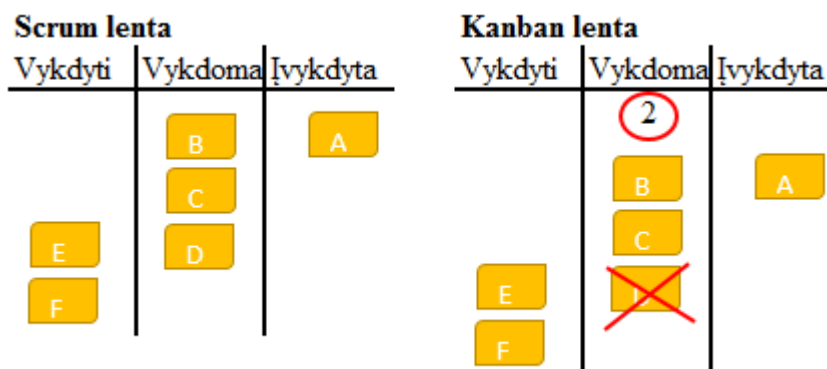 Scrum lenta
Vykdyti Vykdoma Įvykdyta
B A
C
E D
F
Kanban lenta
Vykdyti Vykdoma Įvykdyta
2
B A
C
E D
F